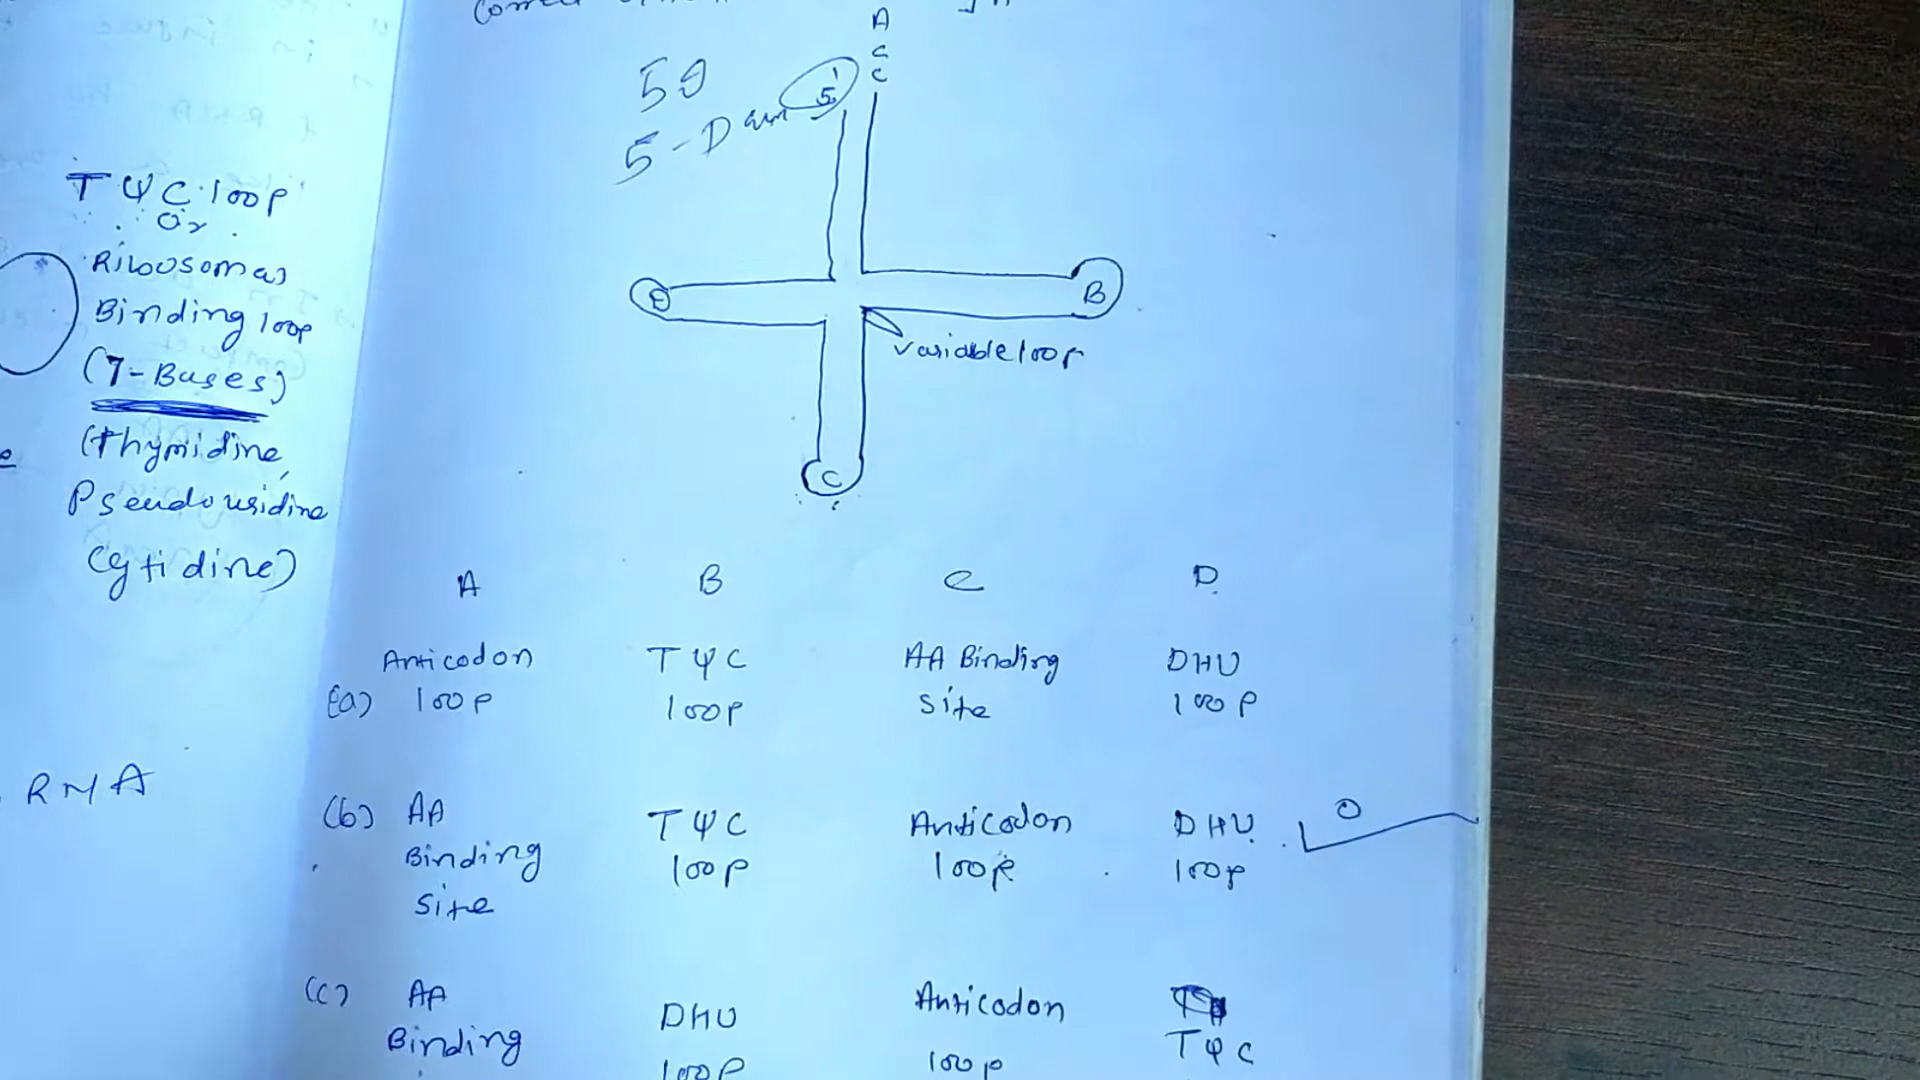 TΨC loop
Or
Ribosomas
Binding loop
(7-Bases)
(Thymidine,
Pseudouridine
Cytidine)
RNA
A
C
C
5'
59
5-D
B
C
variable loop
A B C D
(a) Anticodon loop TΨC loop AA Binding site DHU loop
(b) AA Binding Site TΨC loop Anticodon loop DHU loop
(c) AA Binding DHU loop Anticodon loop TΨC